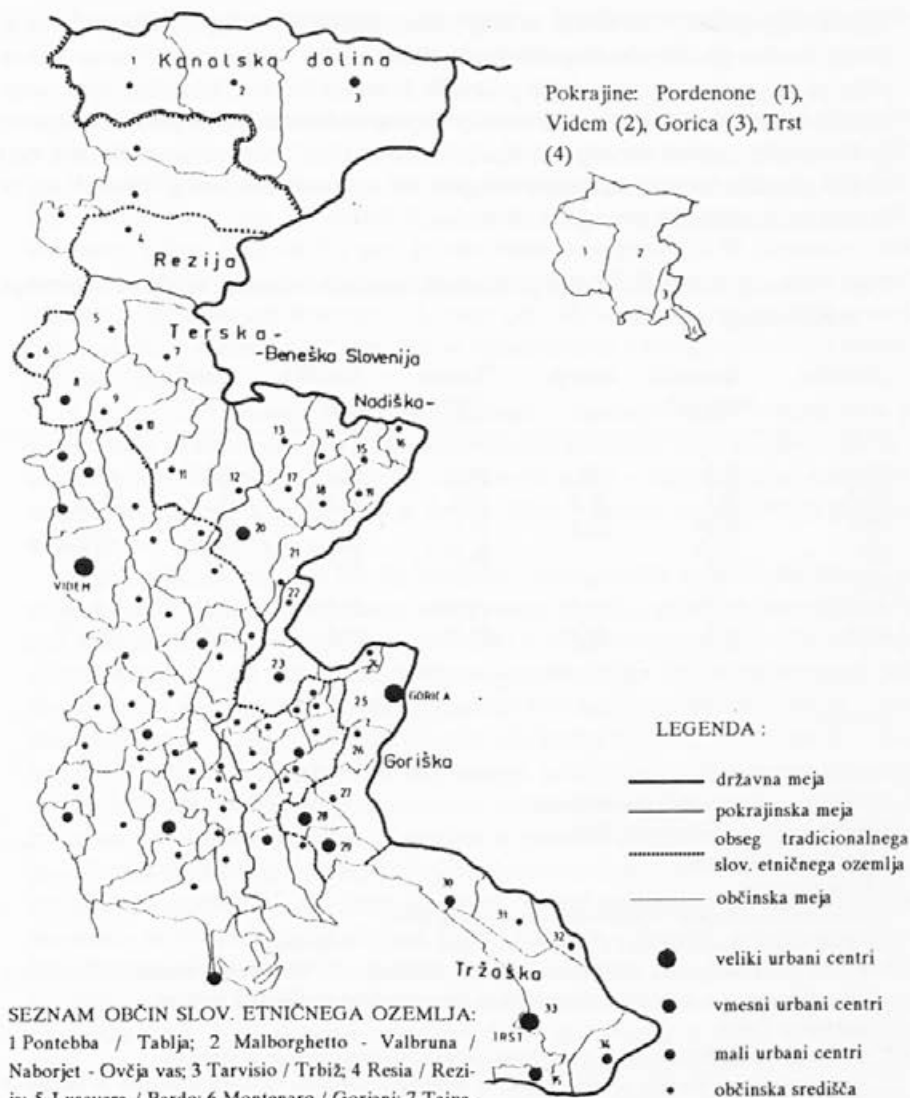 Kanalska dolina
1
2
3
Pokrajine: Pordenone (1),
Videm (2), Gorica (3), Trst
(4)
1
2
3
4
4
Rezija
5
Terska-
-Beneška Slovenija
6
7
Nadiška-
8
9
10
13
14
15
16
11
12
17
18
19
20
21
VIDEM
22
23
25
GORICA
25
26
Goriška
27
28
29
LEGENDA :
državna meja
pokrajinska meja
obseg tradicionalnega
slov. etničnega ozemlja
občinska meja
30
31
32
Tržaška
33
TRST
34
35
veliki urbani centri
vmesni urbani centri
mali urbani centri
občinska središča
SEZNAM OBČIN SLOV. ETNIČNEGA OZEMLJA:
1 Pontebba / Tablja; 2 Malborghetto - Valbruna /
Naborjet - Ovčja vas; 3 Tarvisio / Trbiž; 4 Resia / Rezi-
ja; 5 Lusevera / Bardo; 6 Montenaro / Gorjani; 7 Taipa-